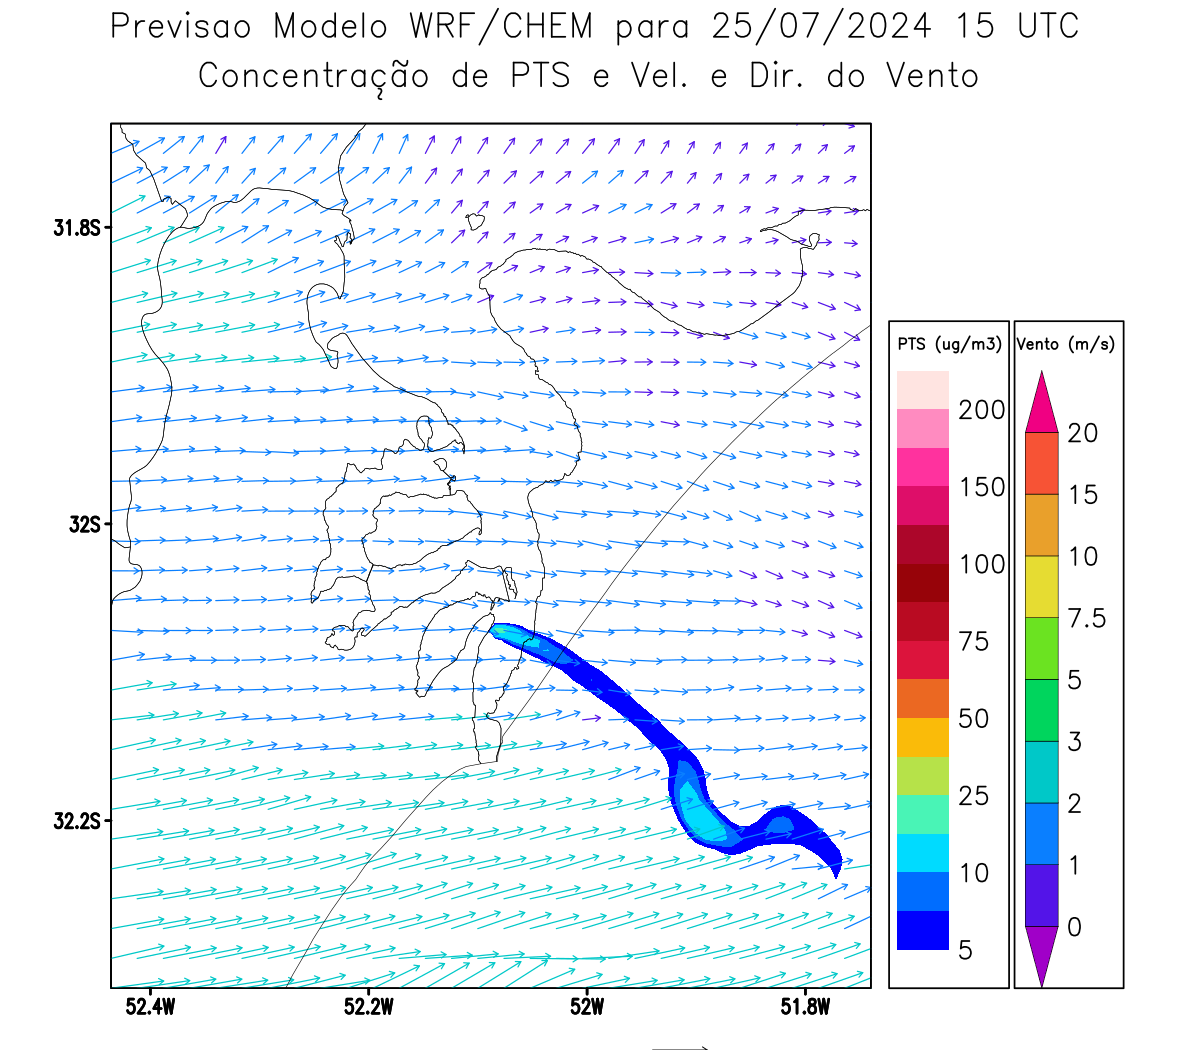 Previsao Modelo WRF/CHEM para 25/07/2024 15 UTC
Concentração de PTS e Vel. e Dir. do Vento
31.8S
32S
32.2S
52.4W 52.2W 52W 51.8W
PTS (ug/m3)
200
150
100
75
50
25
10
5
Vento (m/s)
20
15
10
7.5
5
3
2
1
0